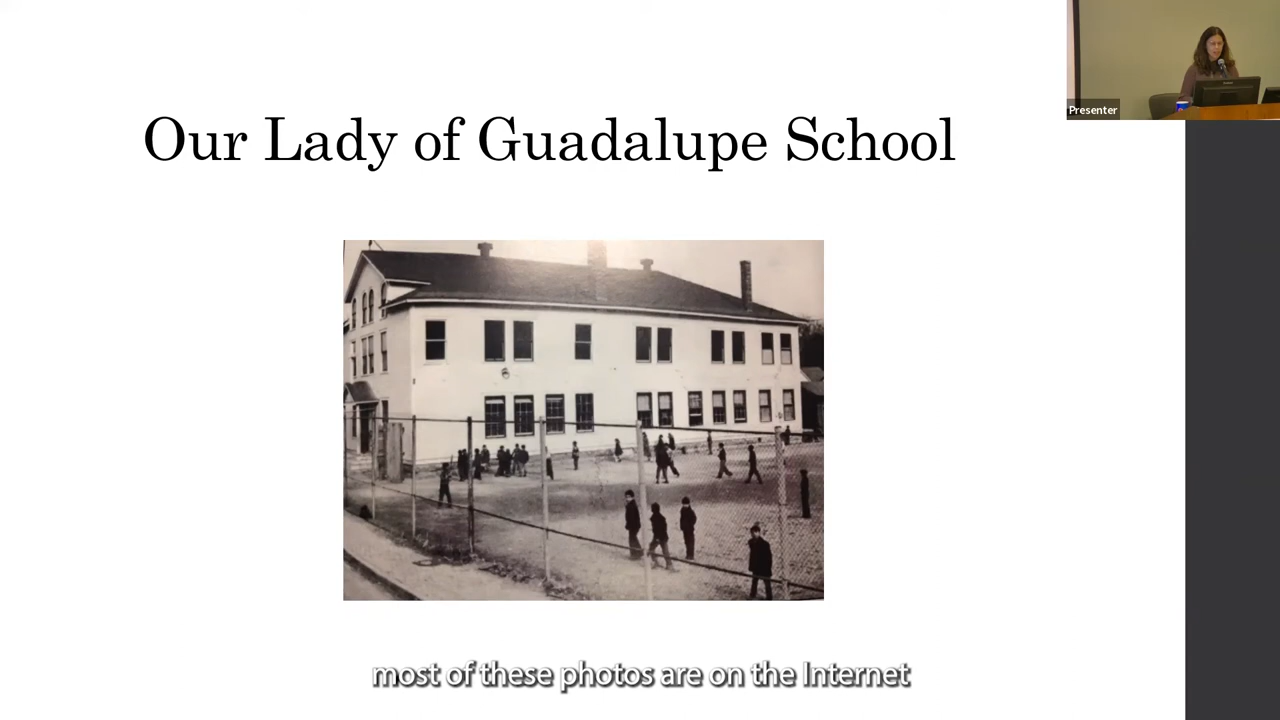 Our Lady of Guadalupe School
Presenter
most of these photos are on the Internet